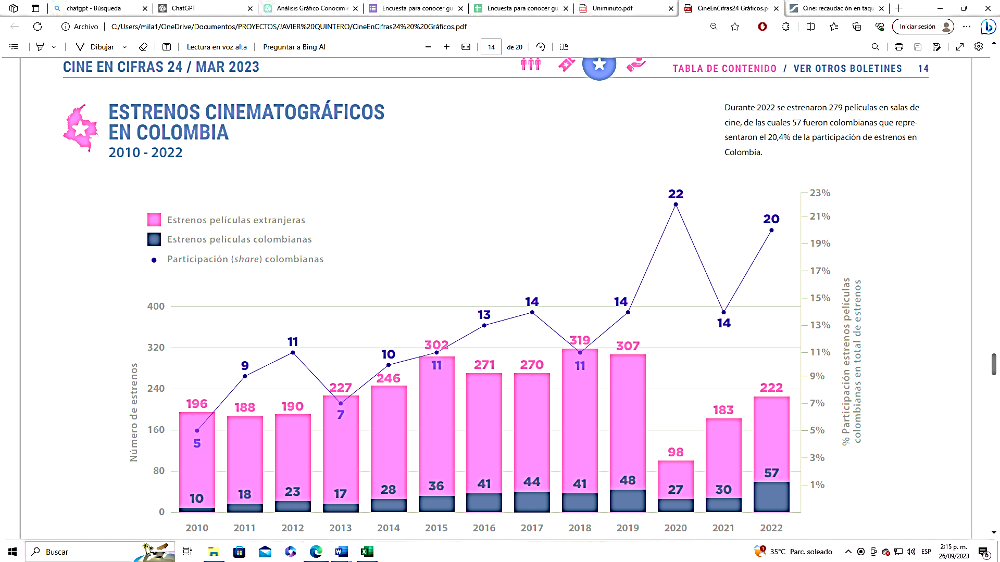 chatgpt - Búsqueda
ChatGPT
Análisis Gráfico Conocimie
Encuesta para conocer gu
Encuesta para conocer gu
Uniminuto.pdf
CineEnCifras24 Gráficos.p
Cine: recaudación en taqu
Archivo
C:/Users/mila1/OneDrive/Documentos/PROYECTOS/JAVIER%20QUINTERO/CineEnCifras24%20%20Gráficos.pdf
Iniciar sesión
Dibujar
Lectura en voz alta
Preguntar a Bing AI
14
de 20
CINE EN CIFRAS 24 / MAR 2023
TABLA DE CONTENIDO / VER OTROS BOLETINES 14
ESTRENOS CINEMATOGRÁFICOS
EN COLOMBIA
2010 - 2022
Durante 2022 se estrenaron 279 películas en salas de
cine, de las cuales 57 fueron colombianas que repre-
sentaron el 20,4% de la participación de estrenos en
Colombia.
Estrenos películas extranjeras
Estrenos películas colombianas
Participación (share) colombianas
Número de estrenos
400
320
240
160
80
0
5 9 11 7 10 11 13 14 11 14 22 14 20
196 188 190 227 246 302 271 270 319 307 98 183 222
10 18 23 17 28 36 41 44 41 48 27 30 57
2010 2011 2012 2013 2014 2015 2016 2017 2018 2019 2020 2021 2022
23%
21%
19%
17%
15%
13%
11%
9%
7%
5%
3%
1%
% Participación estrenos películas
colombianas en total de estrenos
Buscar
1
35°C Parc. soleado
ESP
2:15 p. m.
26/09/2023
6